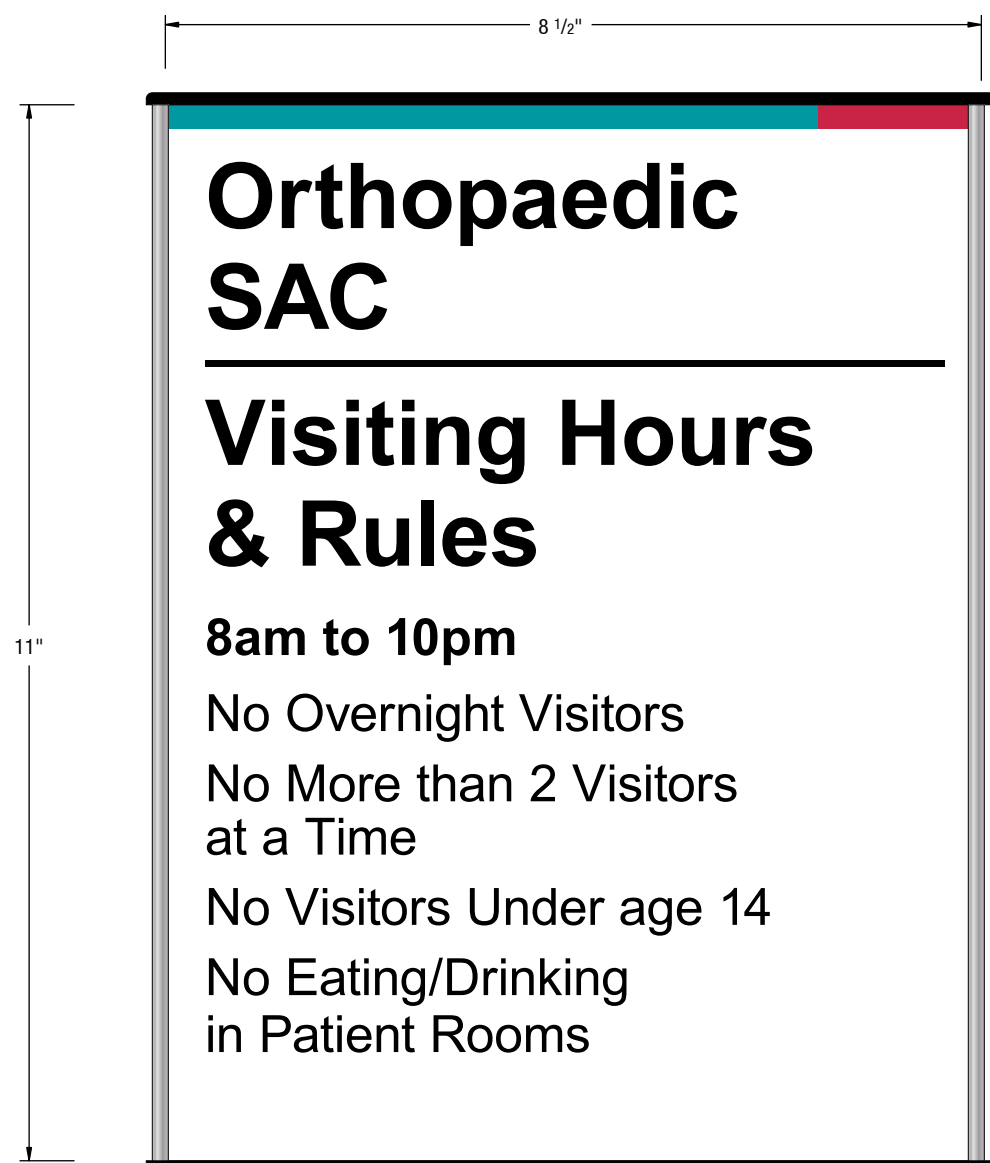 8 1/2"
Orthopaedic
SAC
Visiting Hours
& Rules
8am to 10pm
11"
No Overnight Visitors
No More than 2 Visitors
at a Time
No Visitors Under age 14
No Eating/Drinking
in Patient Rooms